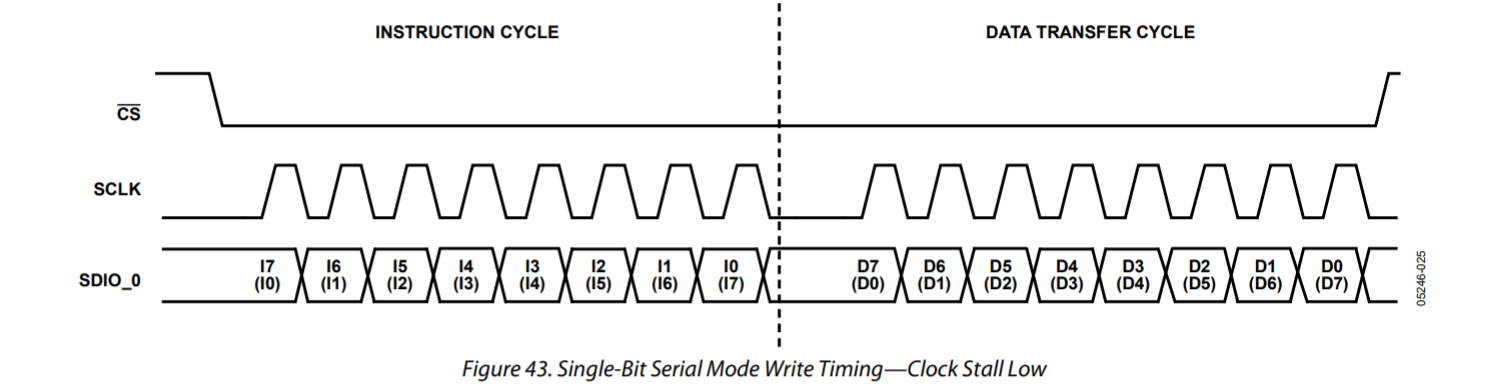 INSTRUCTION CYCLE DATA TRANSFER CYCLE
CS
SCLK
I7 I6 I5 I4 I3 I2 I1 I0 D7 D6 D5 D4 D3 D2 D1 D0
SDIO_0
(I0) (I1) (I2) (I3) (I4) (I5) (I6) (I7) (D0) (D1) (D2) (D3) (D4) (D5) (D6) (D7)
05246-025
Figure 43. Single-Bit Serial Mode Write Timing—Clock Stall Low